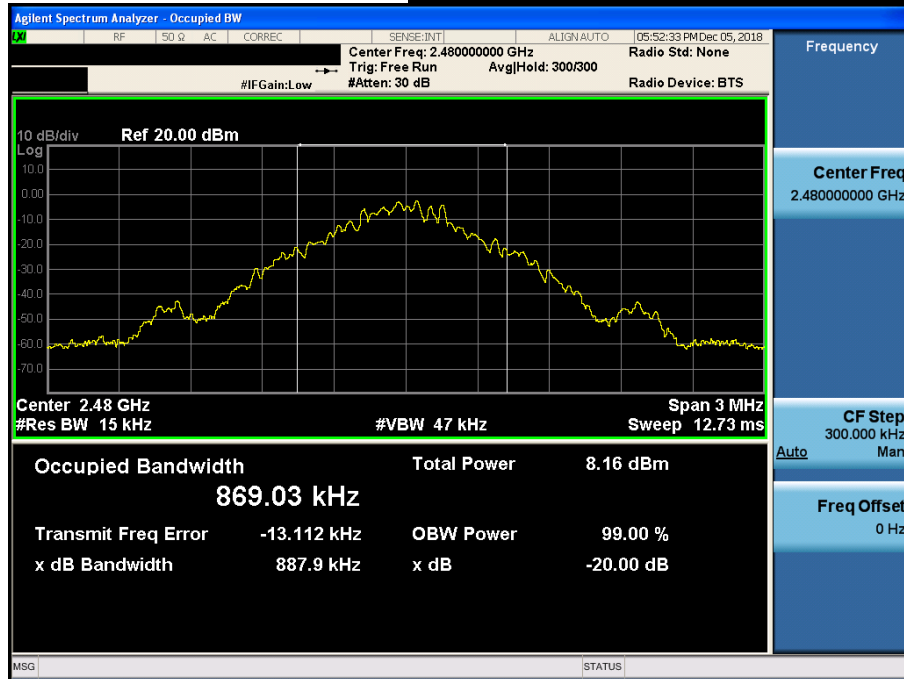 Agilent Spectrum Analyzer - Occupied BW
LXI RF 50 Ω AC CORREC SENSE:INT ALIGN AUTO 05:52:33 PM Dec 05, 2018
Center Freq: 2.480000000 GHz Radio Std: None
Trig: Free Run Avg|Hold: 300/300
#IFGain:Low #Atten: 30 dB Radio Device: BTS
10 dB/div Ref 20.00 dBm
Log
10.0
0.00
-10.0
-20.0
-30.0
-40.0
-50.0
-60.0
-70.0
Center 2.48 GHz Span 3 MHz
#Res BW 15 kHz #VBW 47 kHz Sweep 12.73 ms
Occupied Bandwidth Total Power 8.16 dBm
869.03 kHz
Transmit Freq Error -13.112 kHz OBW Power 99.00 %
x dB Bandwidth 887.9 kHz x dB -20.00 dB
MSG STATUS
Frequency
Center Freq
2.480000000 GHz
CF Step
300.000 kHz
Auto Man
Freq Offset
0 Hz